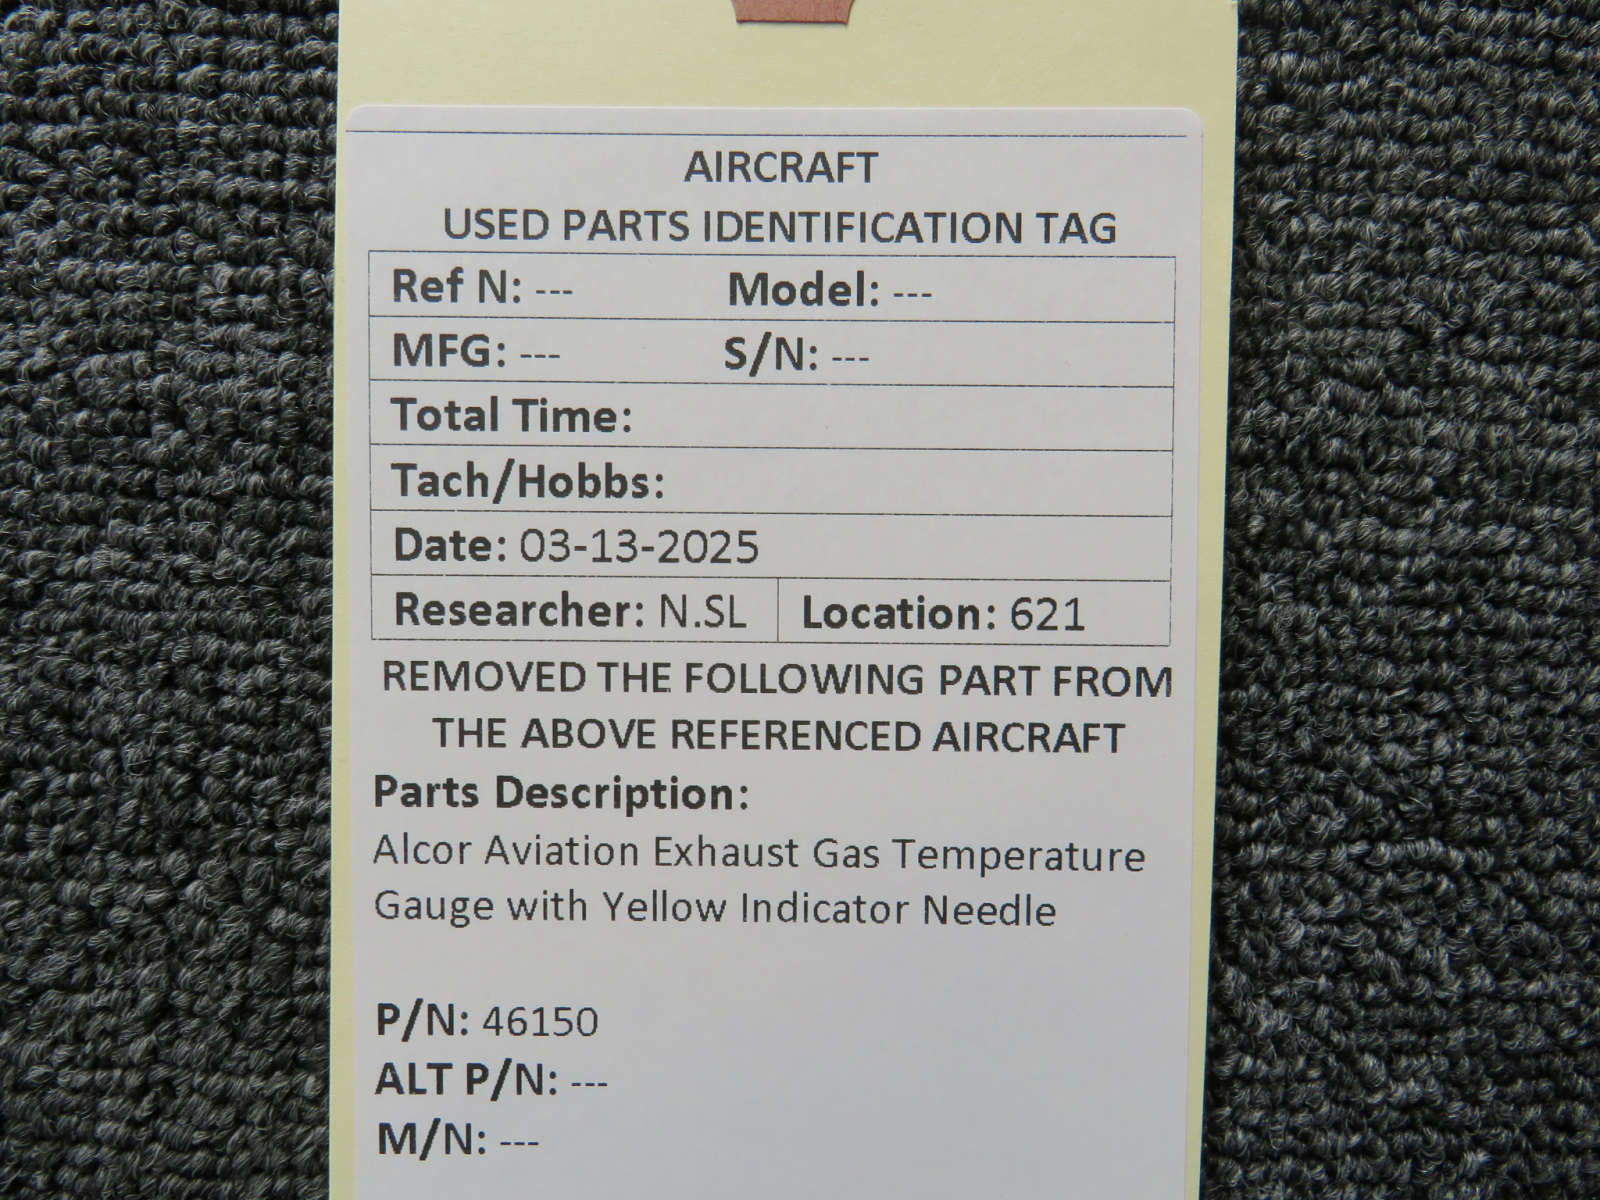 AIRCRAFT
USED PARTS IDENTIFICATION TAG
Ref N: --- Model: ---
MFG: --- S/N: ---
Total Time:
Tach/Hobbs:
Date: 03-13-2025
Researcher: N.SL Location: 621
REMOVED THE FOLLOWING PART FROM
THE ABOVE REFERENCED AIRCRAFT
Parts Description:
Alcor Aviation Exhaust Gas Temperature
Gauge with Yellow Indicator Needle
P/N: 46150
ALT P/N: ---
M/N: ---